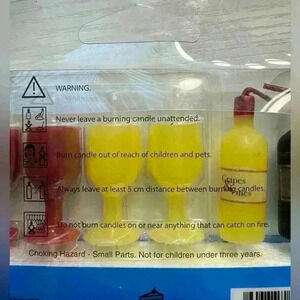 WARNING.
Never leave a burning candle unattended.
Burn candle out of reach of children and pets.
Always leave at least 5 cm distance between burning candles.
Do not burn candles on or near anything that can catch on fire.
Choking Hazard - Small Parts. Not for children under three years.
Grapes
Wines